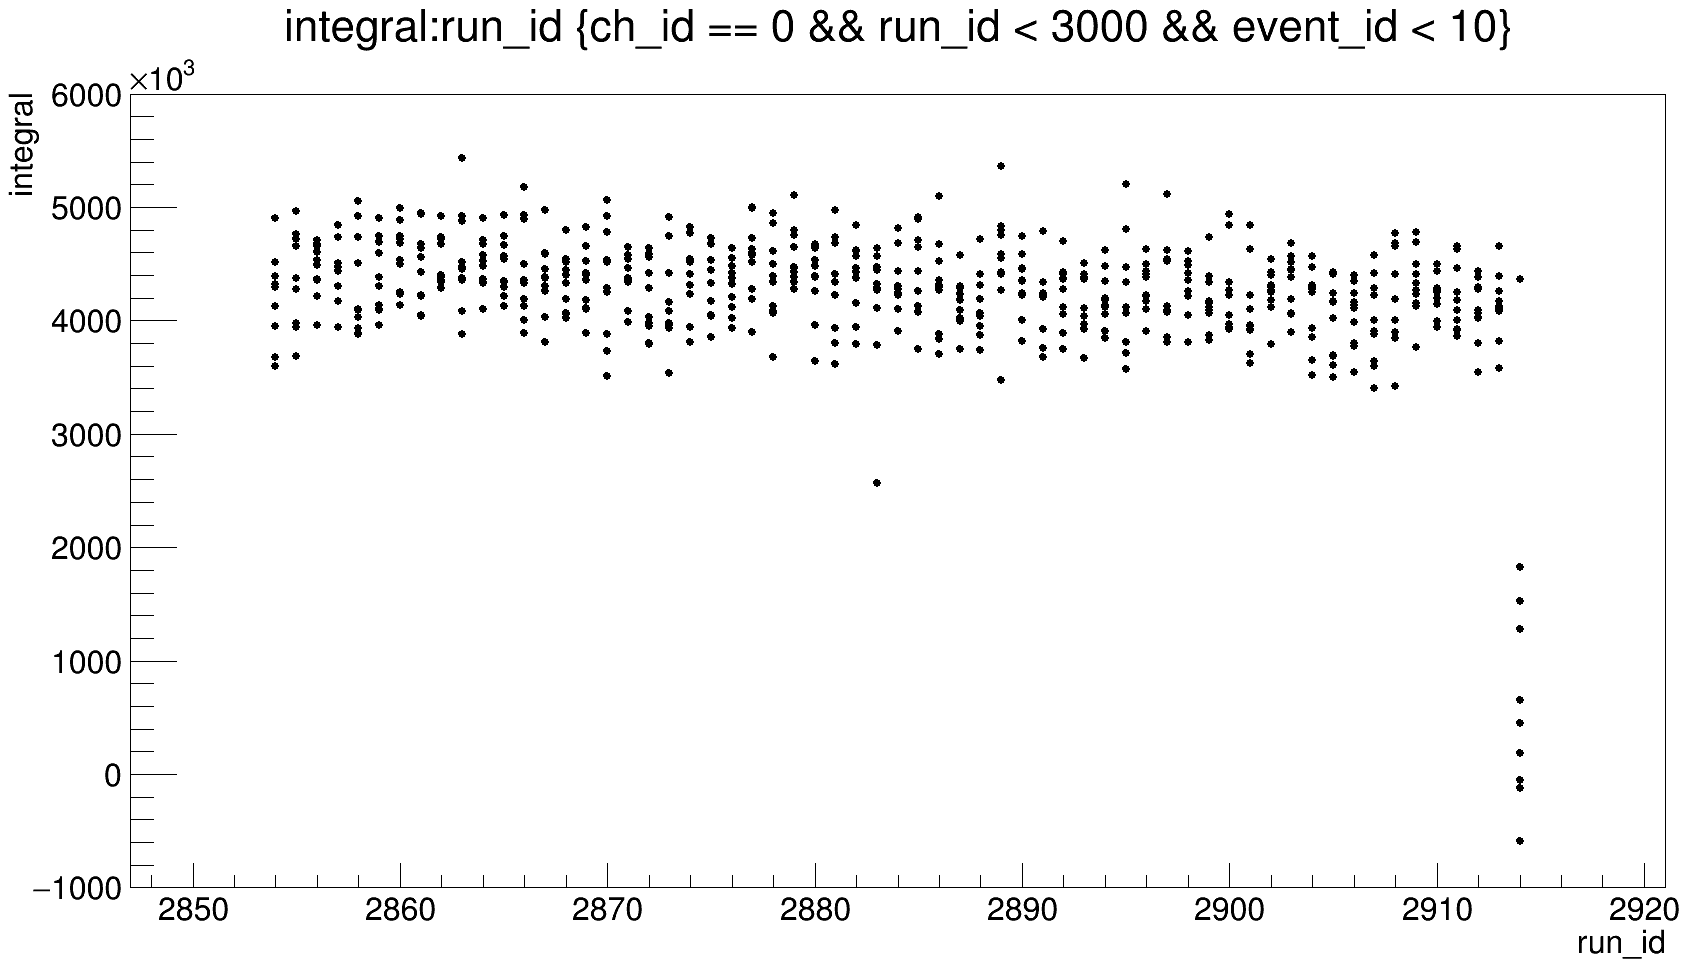 integral:run_id {ch_id == 0 && run_id < 3000 && event_id < 10}
×10³
integral
6000
5000
4000
3000
2000
1000
0
−1000
2850 2860 2870 2880 2890 2900 2910 2920
run_id